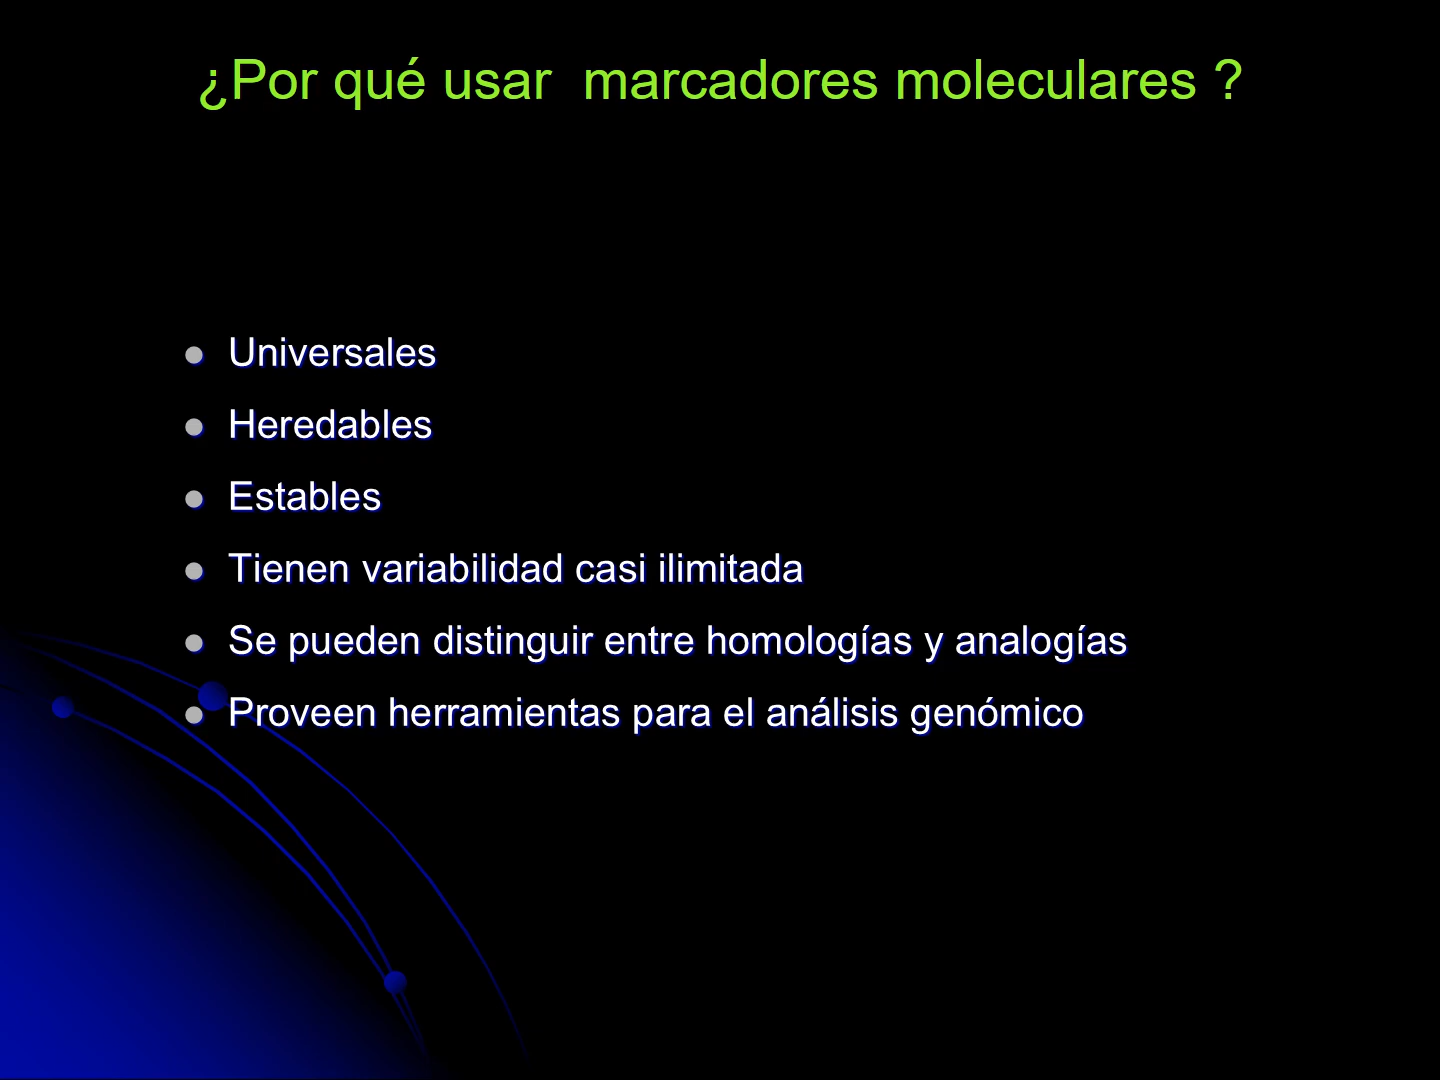 ¿Por qué usar  marcadores moleculares ?
Universales
Heredables
Estables
Tienen variabilidad casi ilimitada
Se pueden distinguir entre homologías y analogías
Proveen herramientas para el análisis genómico